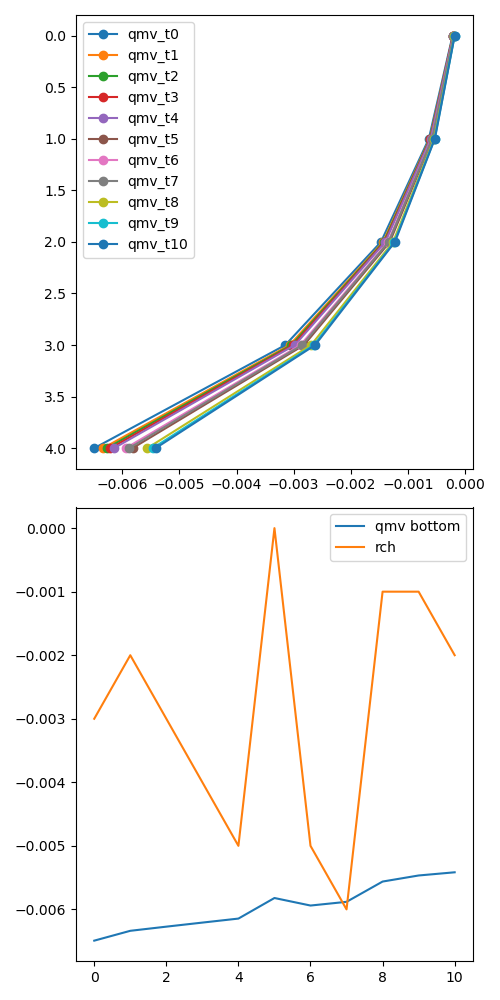 0.0
0.5
1.0
1.5
2.0
2.5
3.0
3.5
4.0
qmv_t0
qmv_t1
qmv_t2
qmv_t3
qmv_t4
qmv_t5
qmv_t6
qmv_t7
qmv_t8
qmv_t9
qmv_t10
−0.006 −0.005 −0.004 −0.003 −0.002 −0.001 0.000
0.000
−0.001
−0.002
−0.003
−0.004
−0.005
−0.006
qmv bottom
rch
0 2 4 6 8 10